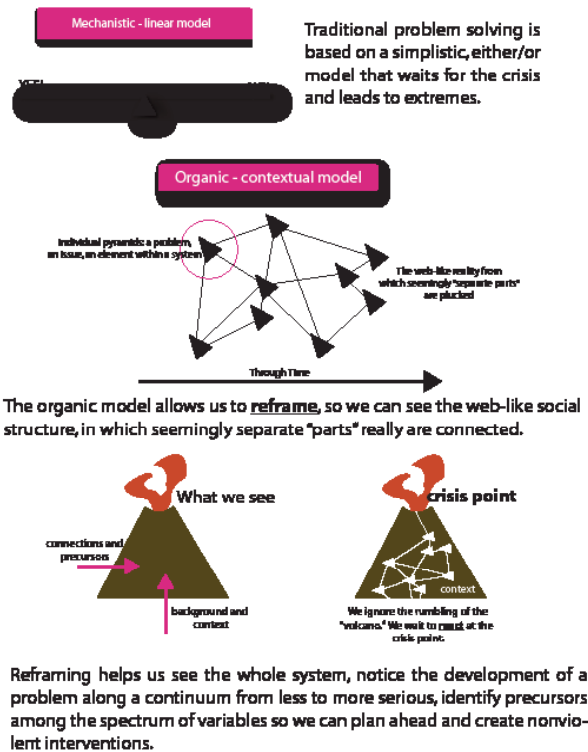 Mechanistic - linear model
Traditional problem solving is
based on a simplistic, either/or
model that waits for the crisis
and leads to extremes.
Organic - contextual model
Individual pyramids: a problem,
an issue, an element within a system
The web-like reality from
which seemingly "separate parts"
are plucked
Through Time
The organic model allows us to reframe, so we can see the web-like social
structure, in which seemingly separate "parts" really are connected.
What we see
crisis point
connections and
precursors
context
background and
context
We ignore the rumbling of the
"volcano." We wait to react at the
crisis point.
Reframing helps us see the whole system, notice the development of a
problem along a continuum from less to more serious, identify precursors
among the spectrum of variables so we can plan ahead and create nonvio-
lent interventions.